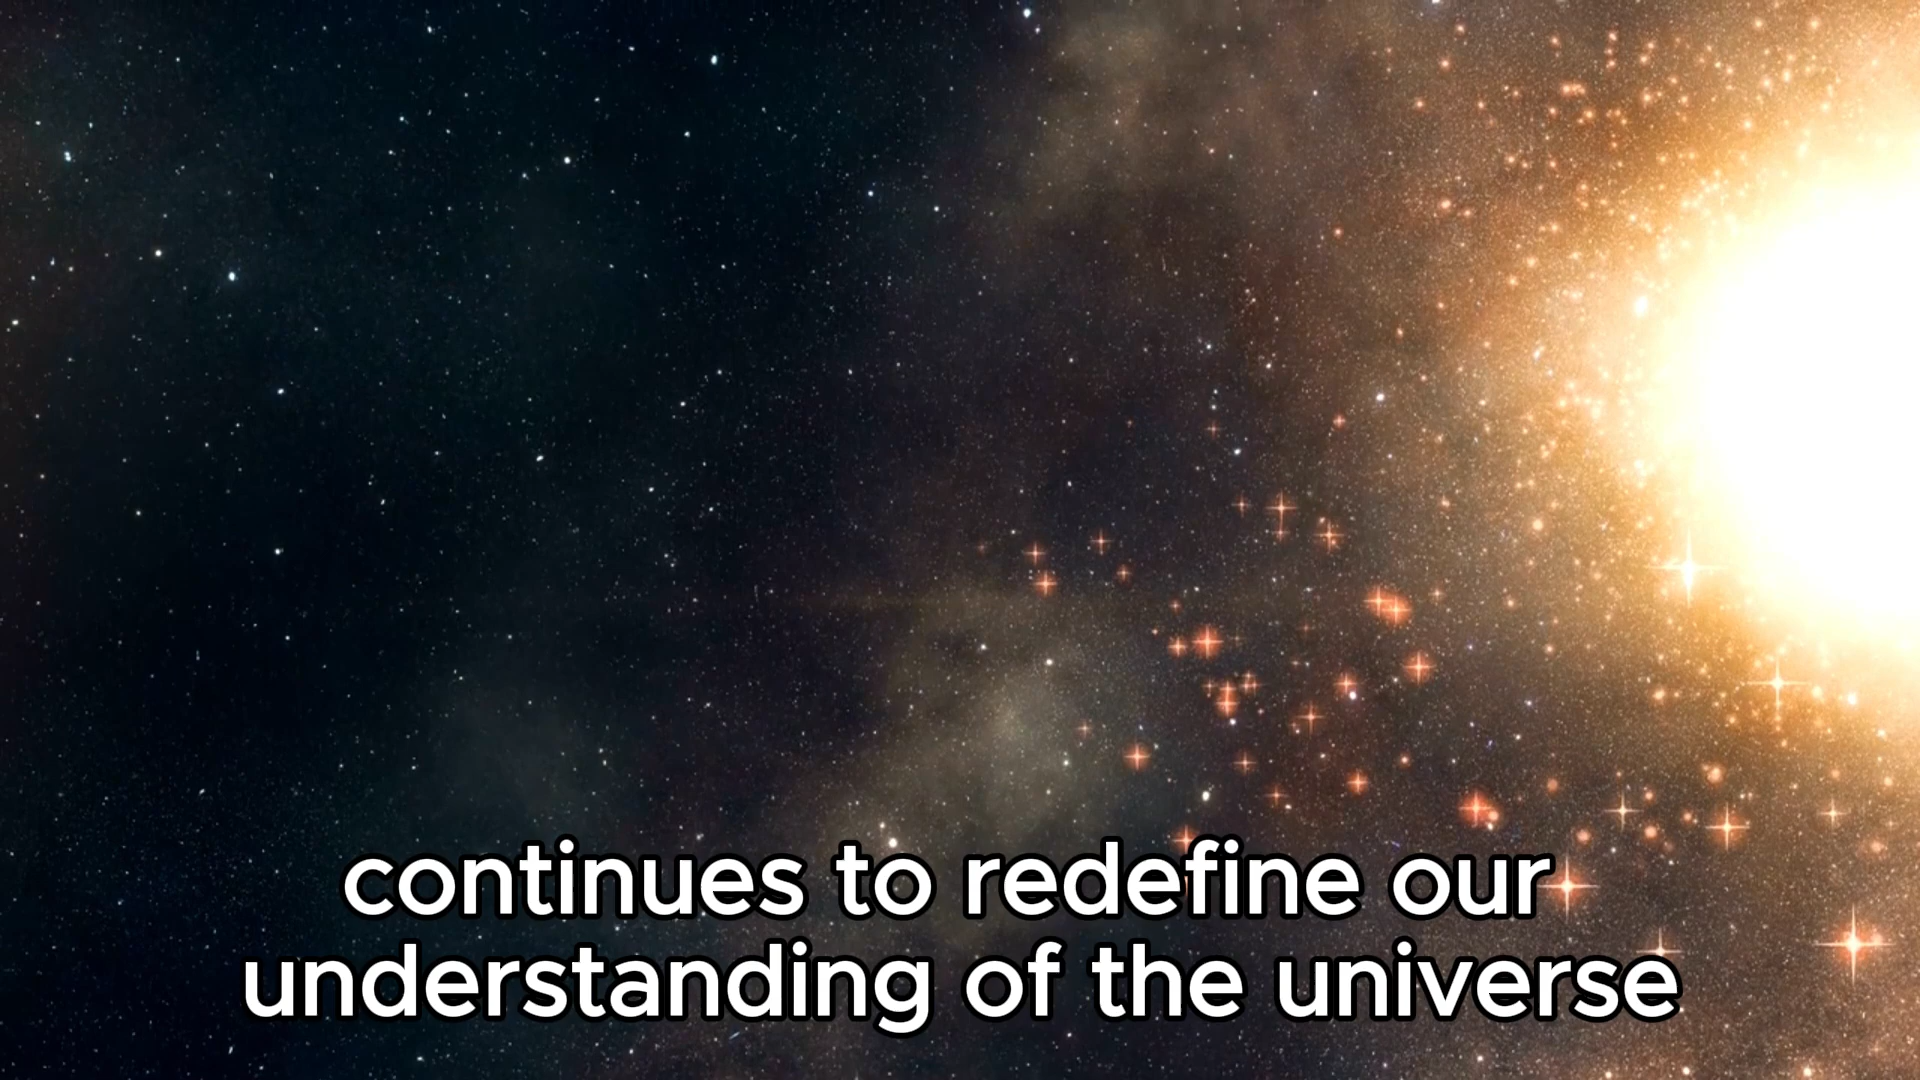 continues to redefine our
understanding of the universe